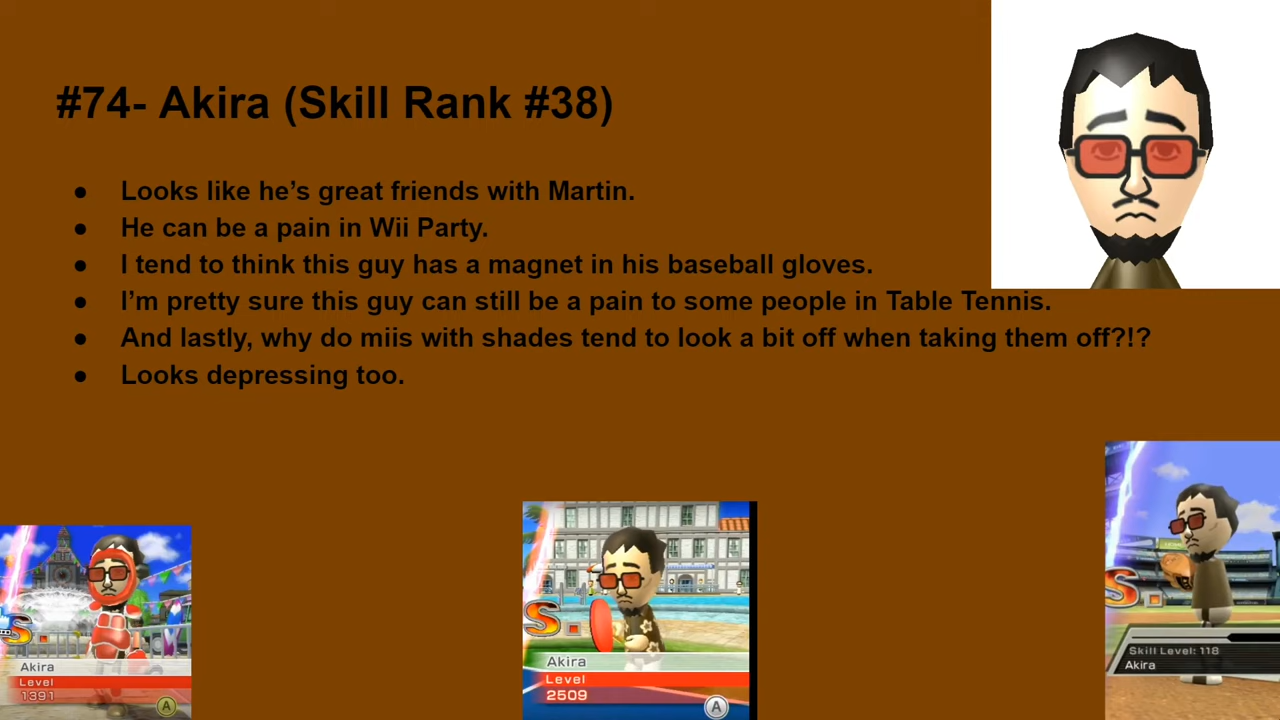 #74- Akira (Skill Rank #38)
● Looks like he's great friends with Martin.
● He can be a pain in Wii Party.
● I tend to think this guy has a magnet in his baseball gloves.
● I'm pretty sure this guy can still be a pain to some people in Table Tennis.
● And lastly, why do miis with shades tend to look a bit off when taking them off?!?
● Looks depressing too.
S.
Akira
Level
1391
A
S.
Akira
Level
2509
A
S.
Skill Level: 118
Akira